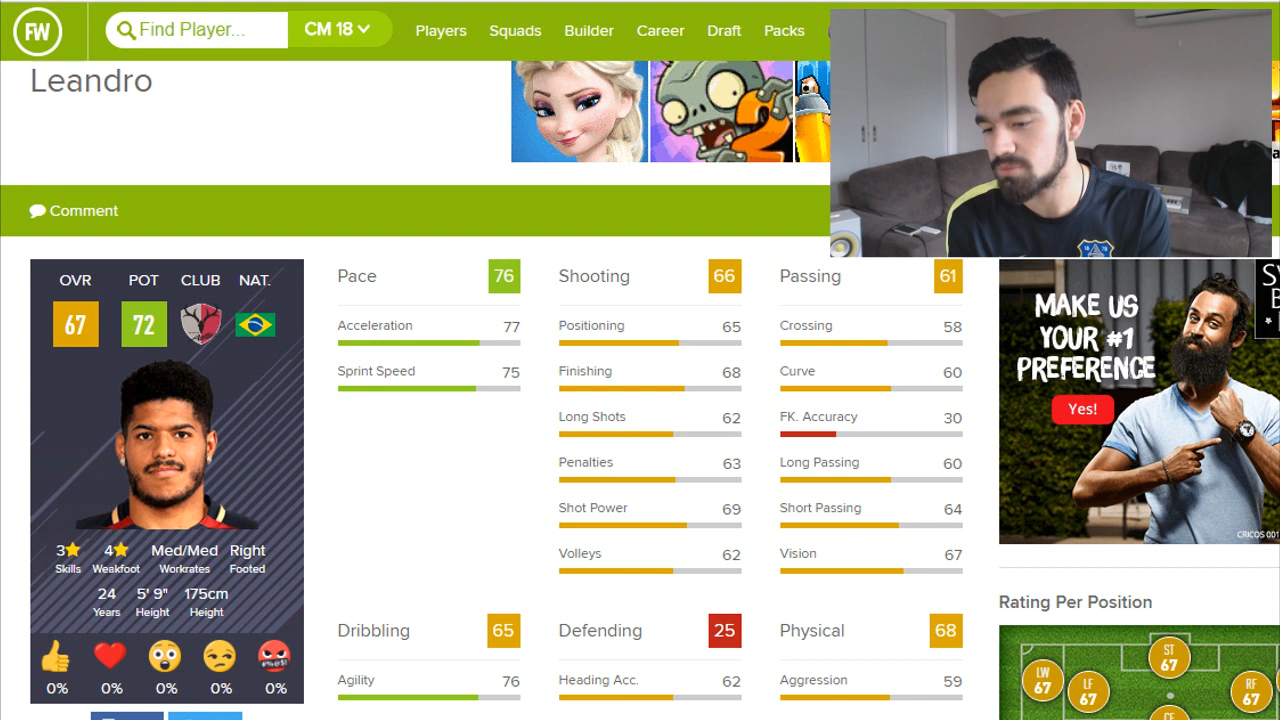 FW
Find Player...
CM 18
Players
Squads
Builder
Career
Draft
Packs
Leandro
2
Comment
OVR
POT
CLUB
NAT.
67
72
3
4
Med/Med
Right
Skills
Weakfoot
Workrates
Footed
24
5' 9"
175cm
Years
Height
Height
0%
0%
0%
0%
0%
Pace
76
Acceleration
77
Sprint Speed
75
Shooting
66
Positioning
65
Finishing
68
Long Shots
62
Penalties
63
Shot Power
69
Volleys
62
Passing
61
Crossing
58
Curve
60
FK. Accuracy
30
Long Passing
60
Short Passing
64
Vision
67
Dribbling
65
Agility
76
Defending
25
Heading Acc.
62
Physical
68
Aggression
59
MAKE US
YOUR #1
PREFERENCE
Yes!
CRICOS 001
Rating Per Position
ST
67
LW
67
LF
67
RF
67